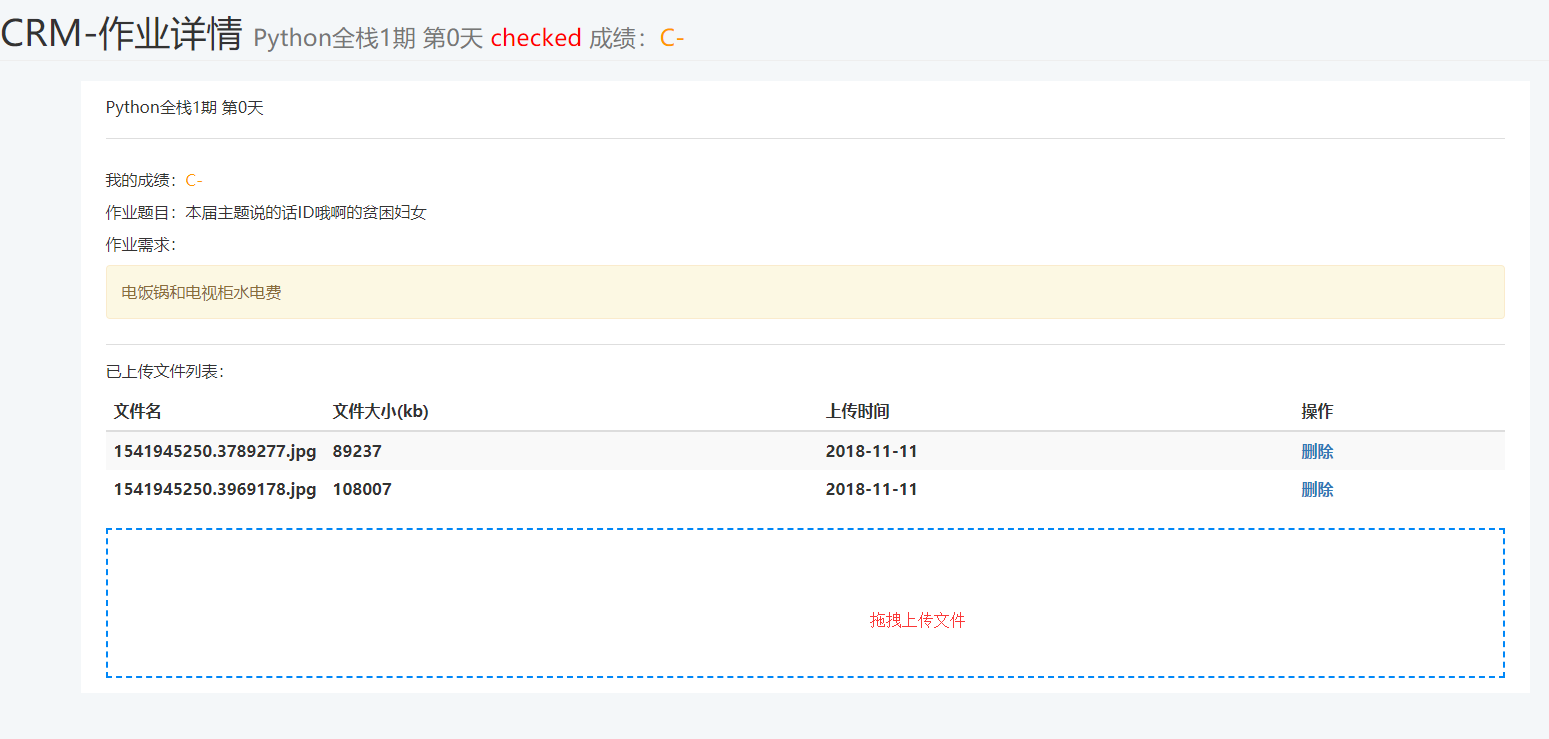 CRM-作业详情 Python全栈1期 第0天 checked 成绩：C-
Python全栈1期 第0天
我的成绩：C-
作业题目：本届主题说的话ID哦啊的贫困妇女
作业需求：
电饭锅和电视柜水电费
已上传文件列表：
文件名 文件大小(kb) 上传时间 操作
1541945250.3789277.jpg 89237 2018-11-11 删除
1541945250.3969178.jpg 108007 2018-11-11 删除
拖拽上传文件